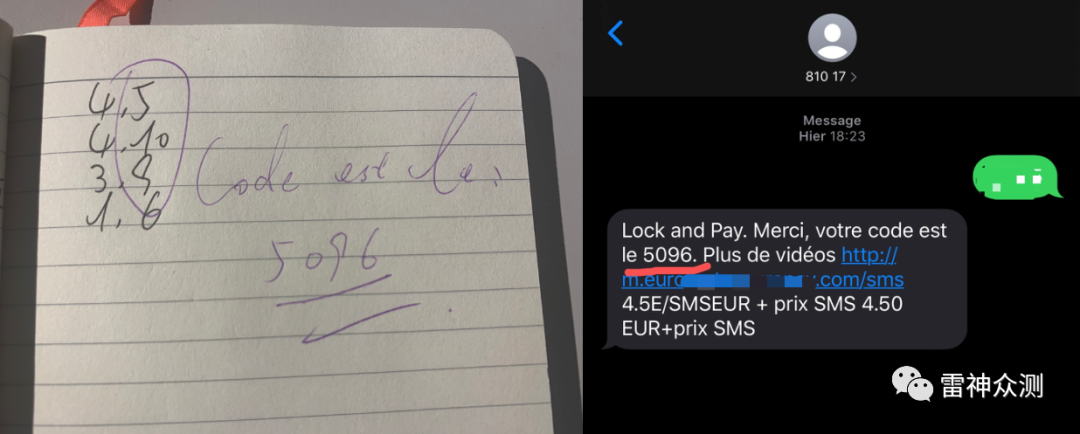 4,5
4,10
3,9
1,6
Code est le:
5096
810 17
Message
Hier 18:23
Lock and Pay. Merci, votre code est
le 5096. Plus de vidéos http://
m.euro .com/sms
4.5E/SMSEUR + prix SMS 4.50
EUR+prix SMS
雷神众测